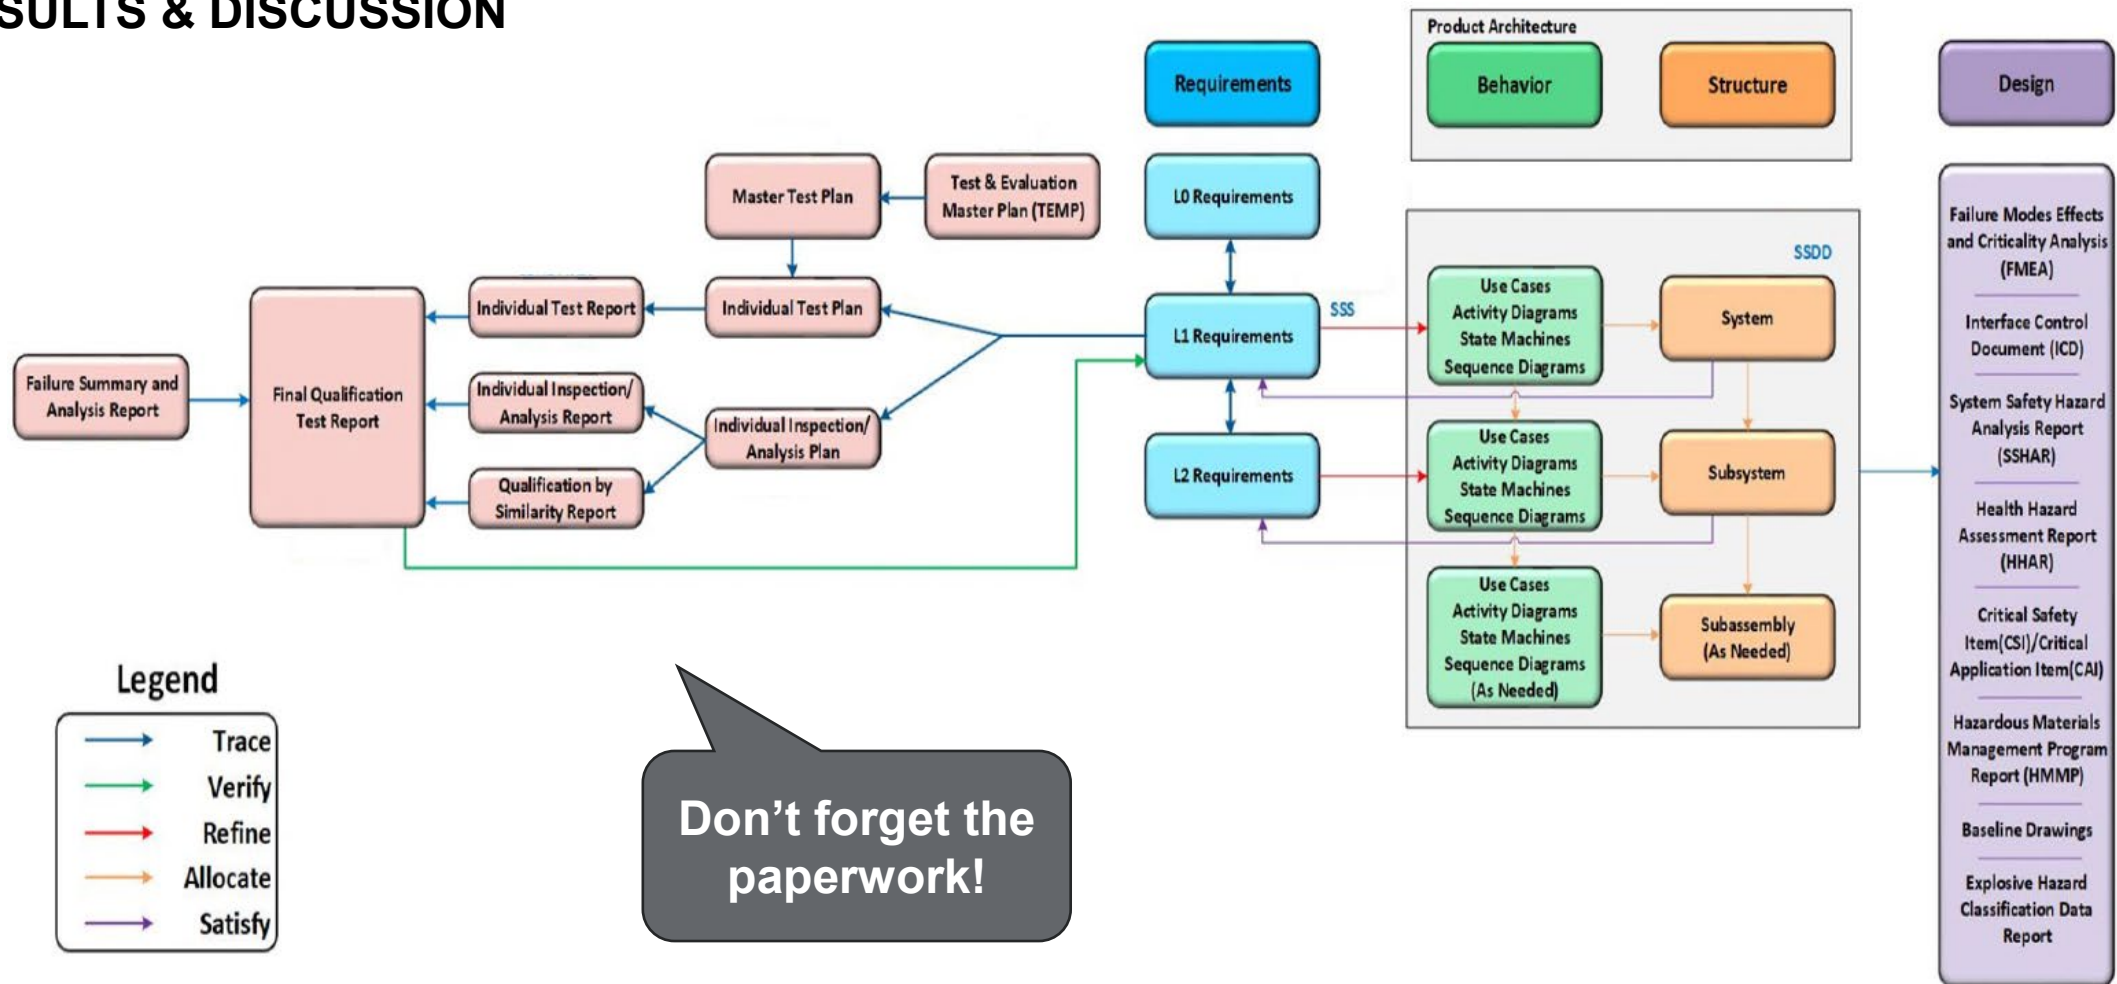 SULTS & DISCUSSION
Product Architecture
Requirements
Behavior
Structure
Design
Master Test Plan
Test & Evaluation
Master Plan (TEMP)
L0 Requirements
Failure Modes Effects
and Criticality Analysis
(FMEA)
Interface Control
Document (ICD)
System Safety Hazard
Analysis Report
(SSHAR)
Health Hazard
Assessment Report
(HHAR)
Critical Safety
Item(CSI)/Critical
Application Item(CAI)
Hazardous Materials
Management Program
Report (HMMP)
Baseline Drawings
Explosive Hazard
Classification Data
Report
SSDD
Individual Test Report
Individual Test Plan
L1 Requirements
SSS
Use Cases
Activity Diagrams
State Machines
Sequence Diagrams
System
Failure Summary and
Analysis Report
Final Qualification
Test Report
Individual Inspection/
Analysis Report
Individual Inspection/
Analysis Plan
Qualification by
Similarity Report
L2 Requirements
Use Cases
Activity Diagrams
State Machines
Sequence Diagrams
Subsystem
Use Cases
Activity Diagrams
State Machines
Sequence Diagrams
(As Needed)
Subassembly
(As Needed)
Legend
Trace
Verify
Refine
Allocate
Satisfy
Don’t forget the
paperwork!